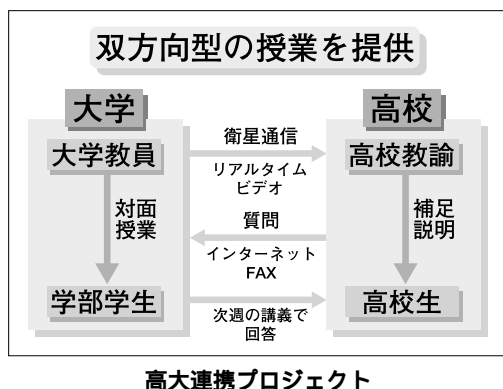 双方向型の授業を提供
大学
高校
大学教員
衛星通信
リアルタイム
ビデオ
高校教諭
対面
授業
質問
インターネット
FAX
補足
説明
学部学生
次週の講義で
回答
高校生
高大連携プロジェクト